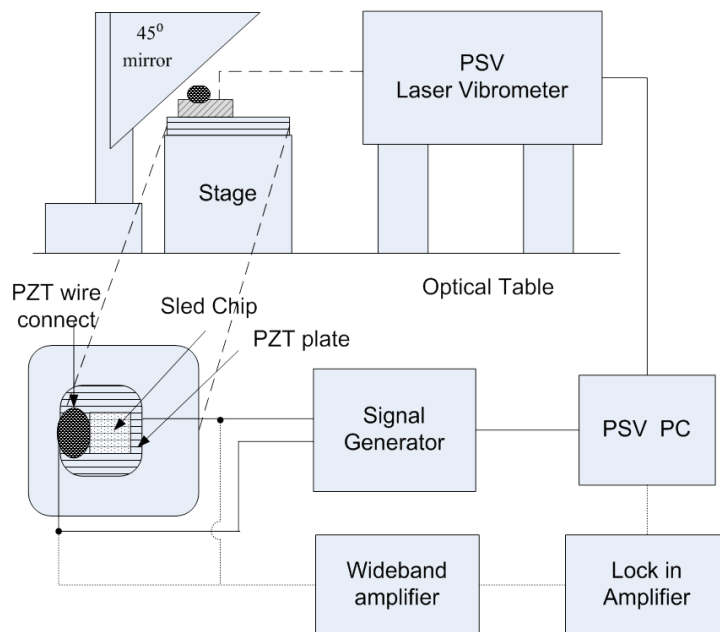 45⁰
mirror
PSV
Laser Vibrometer
Stage
Optical Table
PZT wire
connect
Sled Chip
PZT plate
Signal
Generator
PSV PC
Wideband
amplifier
Lock in
Amplifier